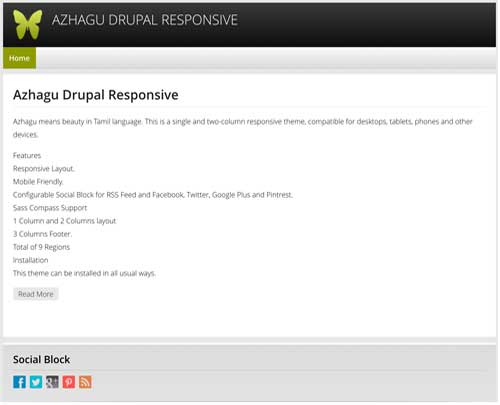 AZHAGU DRUPAL RESPONSIVE
Home
Azhagu Drupal Responsive
Azhagu means beauty in Tamil language. This is a single and two-column responsive theme, compatible for desktops, tablets, phones and other
devices.
Features
Responsive Layout.
Mobile Friendly.
Configurable Social Block for RSS Feed and Facebook, Twitter, Google Plus and Pintrest.
Sass Compass Support
1 Column and 2 Columns layout
3 Columns Footer.
Total of 9 Regions
Installation
This theme can be installed in all usual ways.
Read More
Social Block